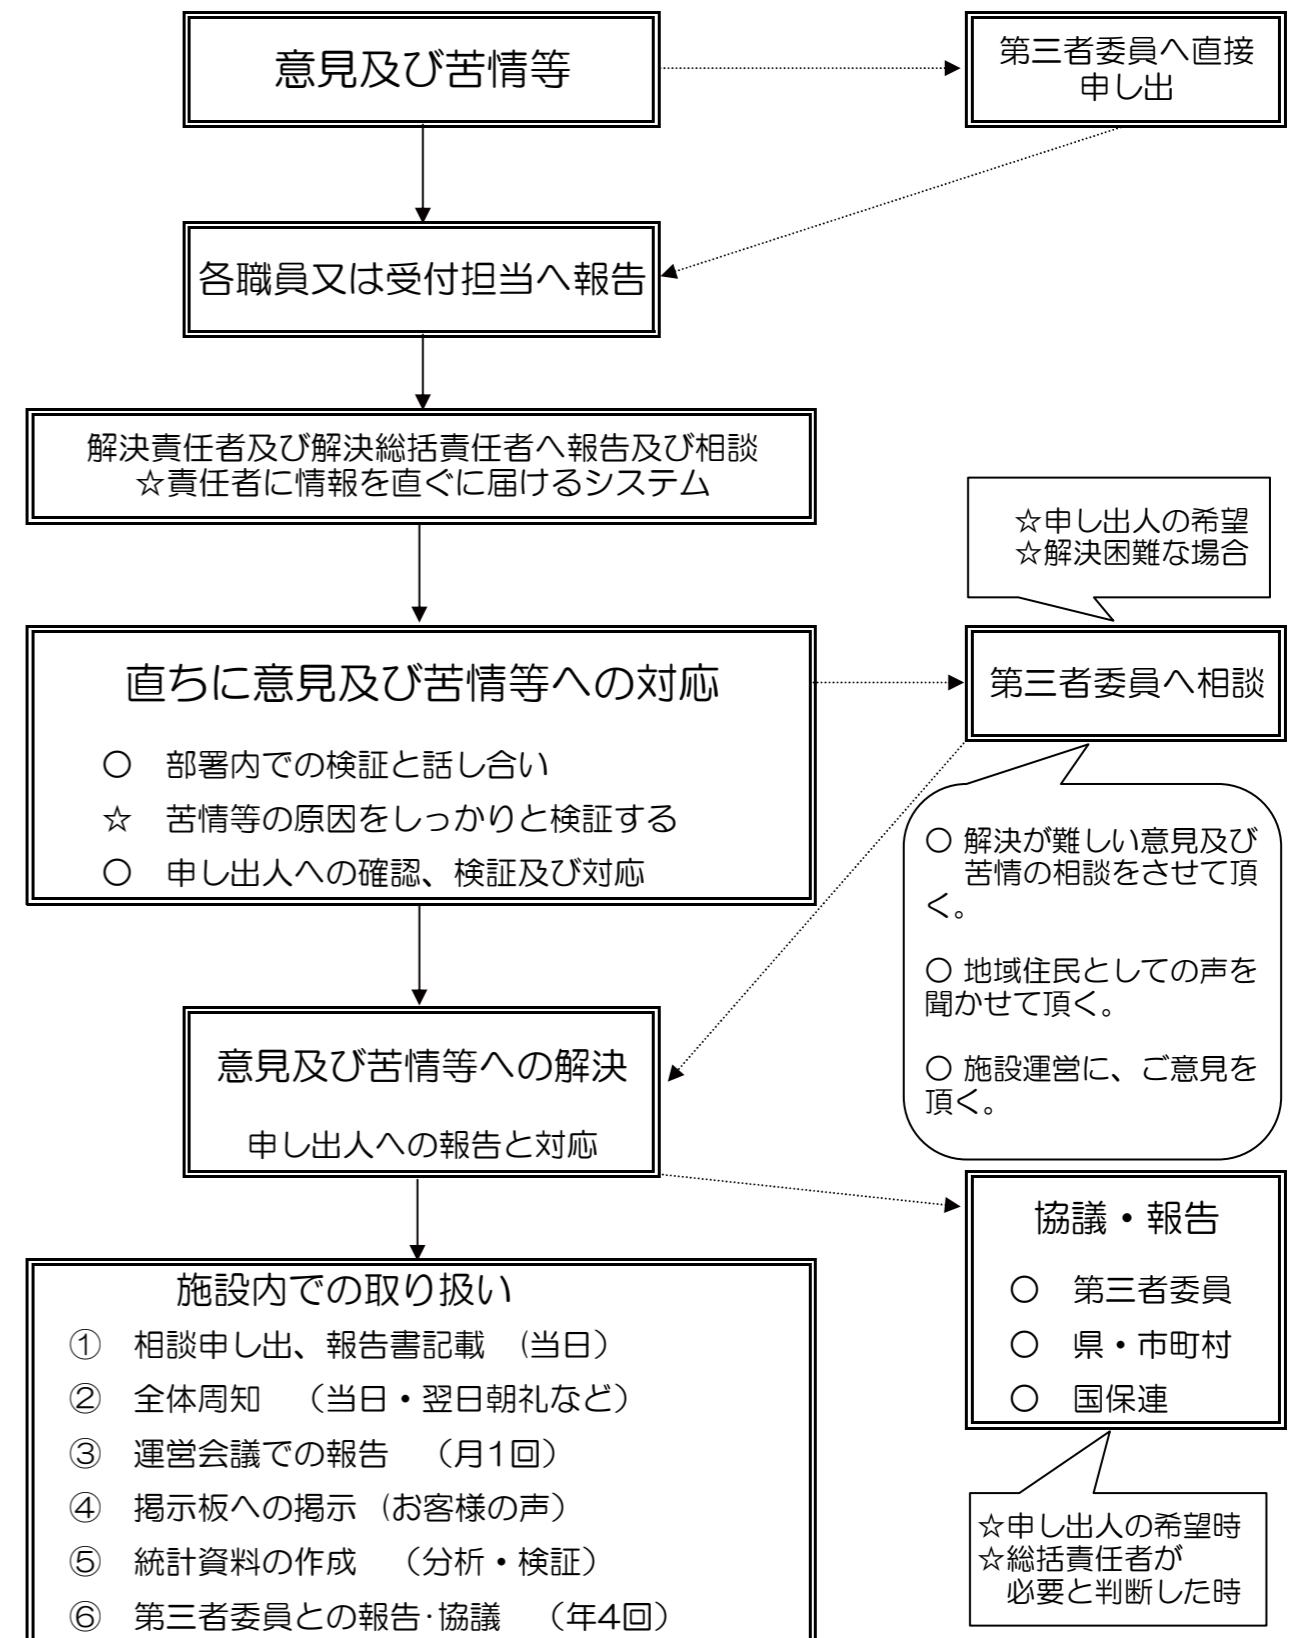 意見及び苦情等
第三者委員へ直接
申し出
各職員又は受付担当へ報告
解決責任者及び解決総括責任者へ報告及び相談
☆責任者に情報を直ぐに届けるシステム
☆申し出人の希望
☆解決困難な場合
直ちに意見及び苦情等への対応
○　部署内での検証と話し合い
☆　苦情等の原因をしっかりと検証する
○　申し出人への確認、検証及び対応
第三者委員へ相談
○ 解決が難しい意見及び
苦情の相談をさせて頂
く。
○ 地域住民としての声を
聞かせて頂く。
○ 施設運営に、ご意見を
頂く。
意見及び苦情等への解決
申し出人への報告と対応
協議・報告
○　第三者委員
○　県・市町村
○　国保連
☆申し出人の希望時
☆総括責任者が
必要と判断した時
施設内での取り扱い
①　相談申し出、報告書記載　（当日）
②　全体周知　（当日・翌日朝礼など）
③　運営会議での報告　（月1回）
④　掲示板への掲示（お客様の声）
⑤　統計資料の作成　（分析・検証）
⑥　第三者委員との報告･協議　（年4回）